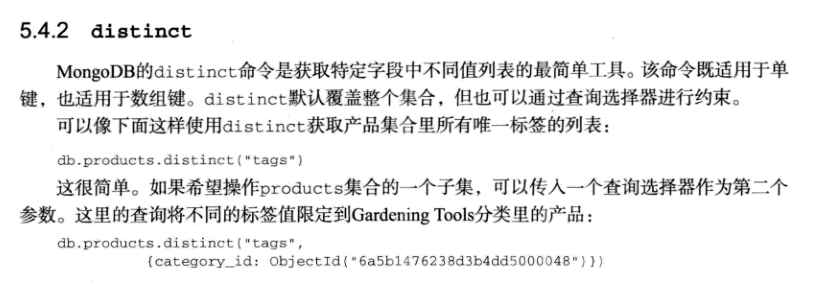 5.4.2 distinct
MongoDB的distinct命令是获取特定字段中不同值列表的最简单工具。该命令既适用于单
键，也适用于数组键。distinct默认覆盖整个集合，但也可以通过查询选择器进行约束。
可以像下面这样使用distinct获取产品集合里所有唯一标签的列表：
db.products.distinct("tags")
这很简单。如果希望操作products集合的一个子集，可以传入一个查询选择器作为第二个
参数。这里的查询将不同的标签值限定到Gardening Tools分类里的产品：
db.products.distinct("tags",
{category_id: ObjectId("6a5b1476238d3b4dd5000048")})